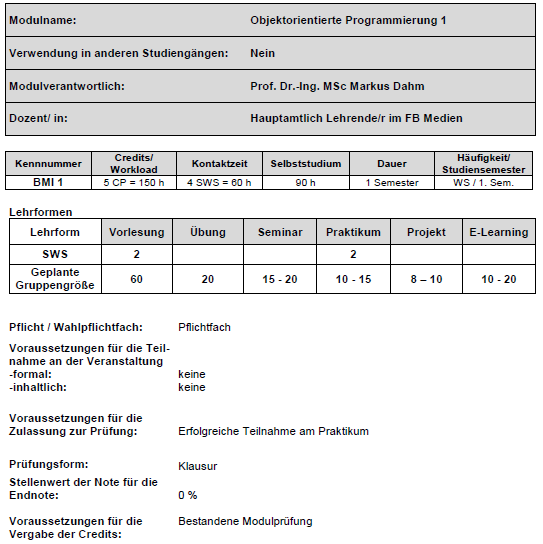 Modulname: Objektorientierte Programmierung 1
Verwendung in anderen Studiengängen: Nein
Modulverantwortlich: Prof. Dr.-Ing. MSc Markus Dahm
Dozent/ in: Hauptamtlich Lehrende/r im FB Medien
Kennnummer Credits/ Workload Kontaktzeit Selbststudium Dauer Häufigkeit/ Studiensemester
BMI 1 5 CP = 150 h 4 SWS = 60 h 90 h 1 Semester WS / 1. Sem.
Lehrformen
Lehrform Vorlesung Übung Seminar Praktikum Projekt E-Learning
SWS 2 2
Geplante Gruppengröße 60 20 15 - 20 10 - 15 8 – 10 10 - 20
Pflicht / Wahlpflichtfach: Pflichtfach
Voraussetzungen für die Teil-
nahme an der Veranstaltung
-formal: keine
-inhaltlich: keine
Voraussetzungen für die
Zulassung zur Prüfung: Erfolgreiche Teilnahme am Praktikum
Prüfungsform: Klausur
Stellenwert der Note für die
Endnote: 0 %
Voraussetzungen für die Bestandene Modulprüfung
Vergabe der Credits: